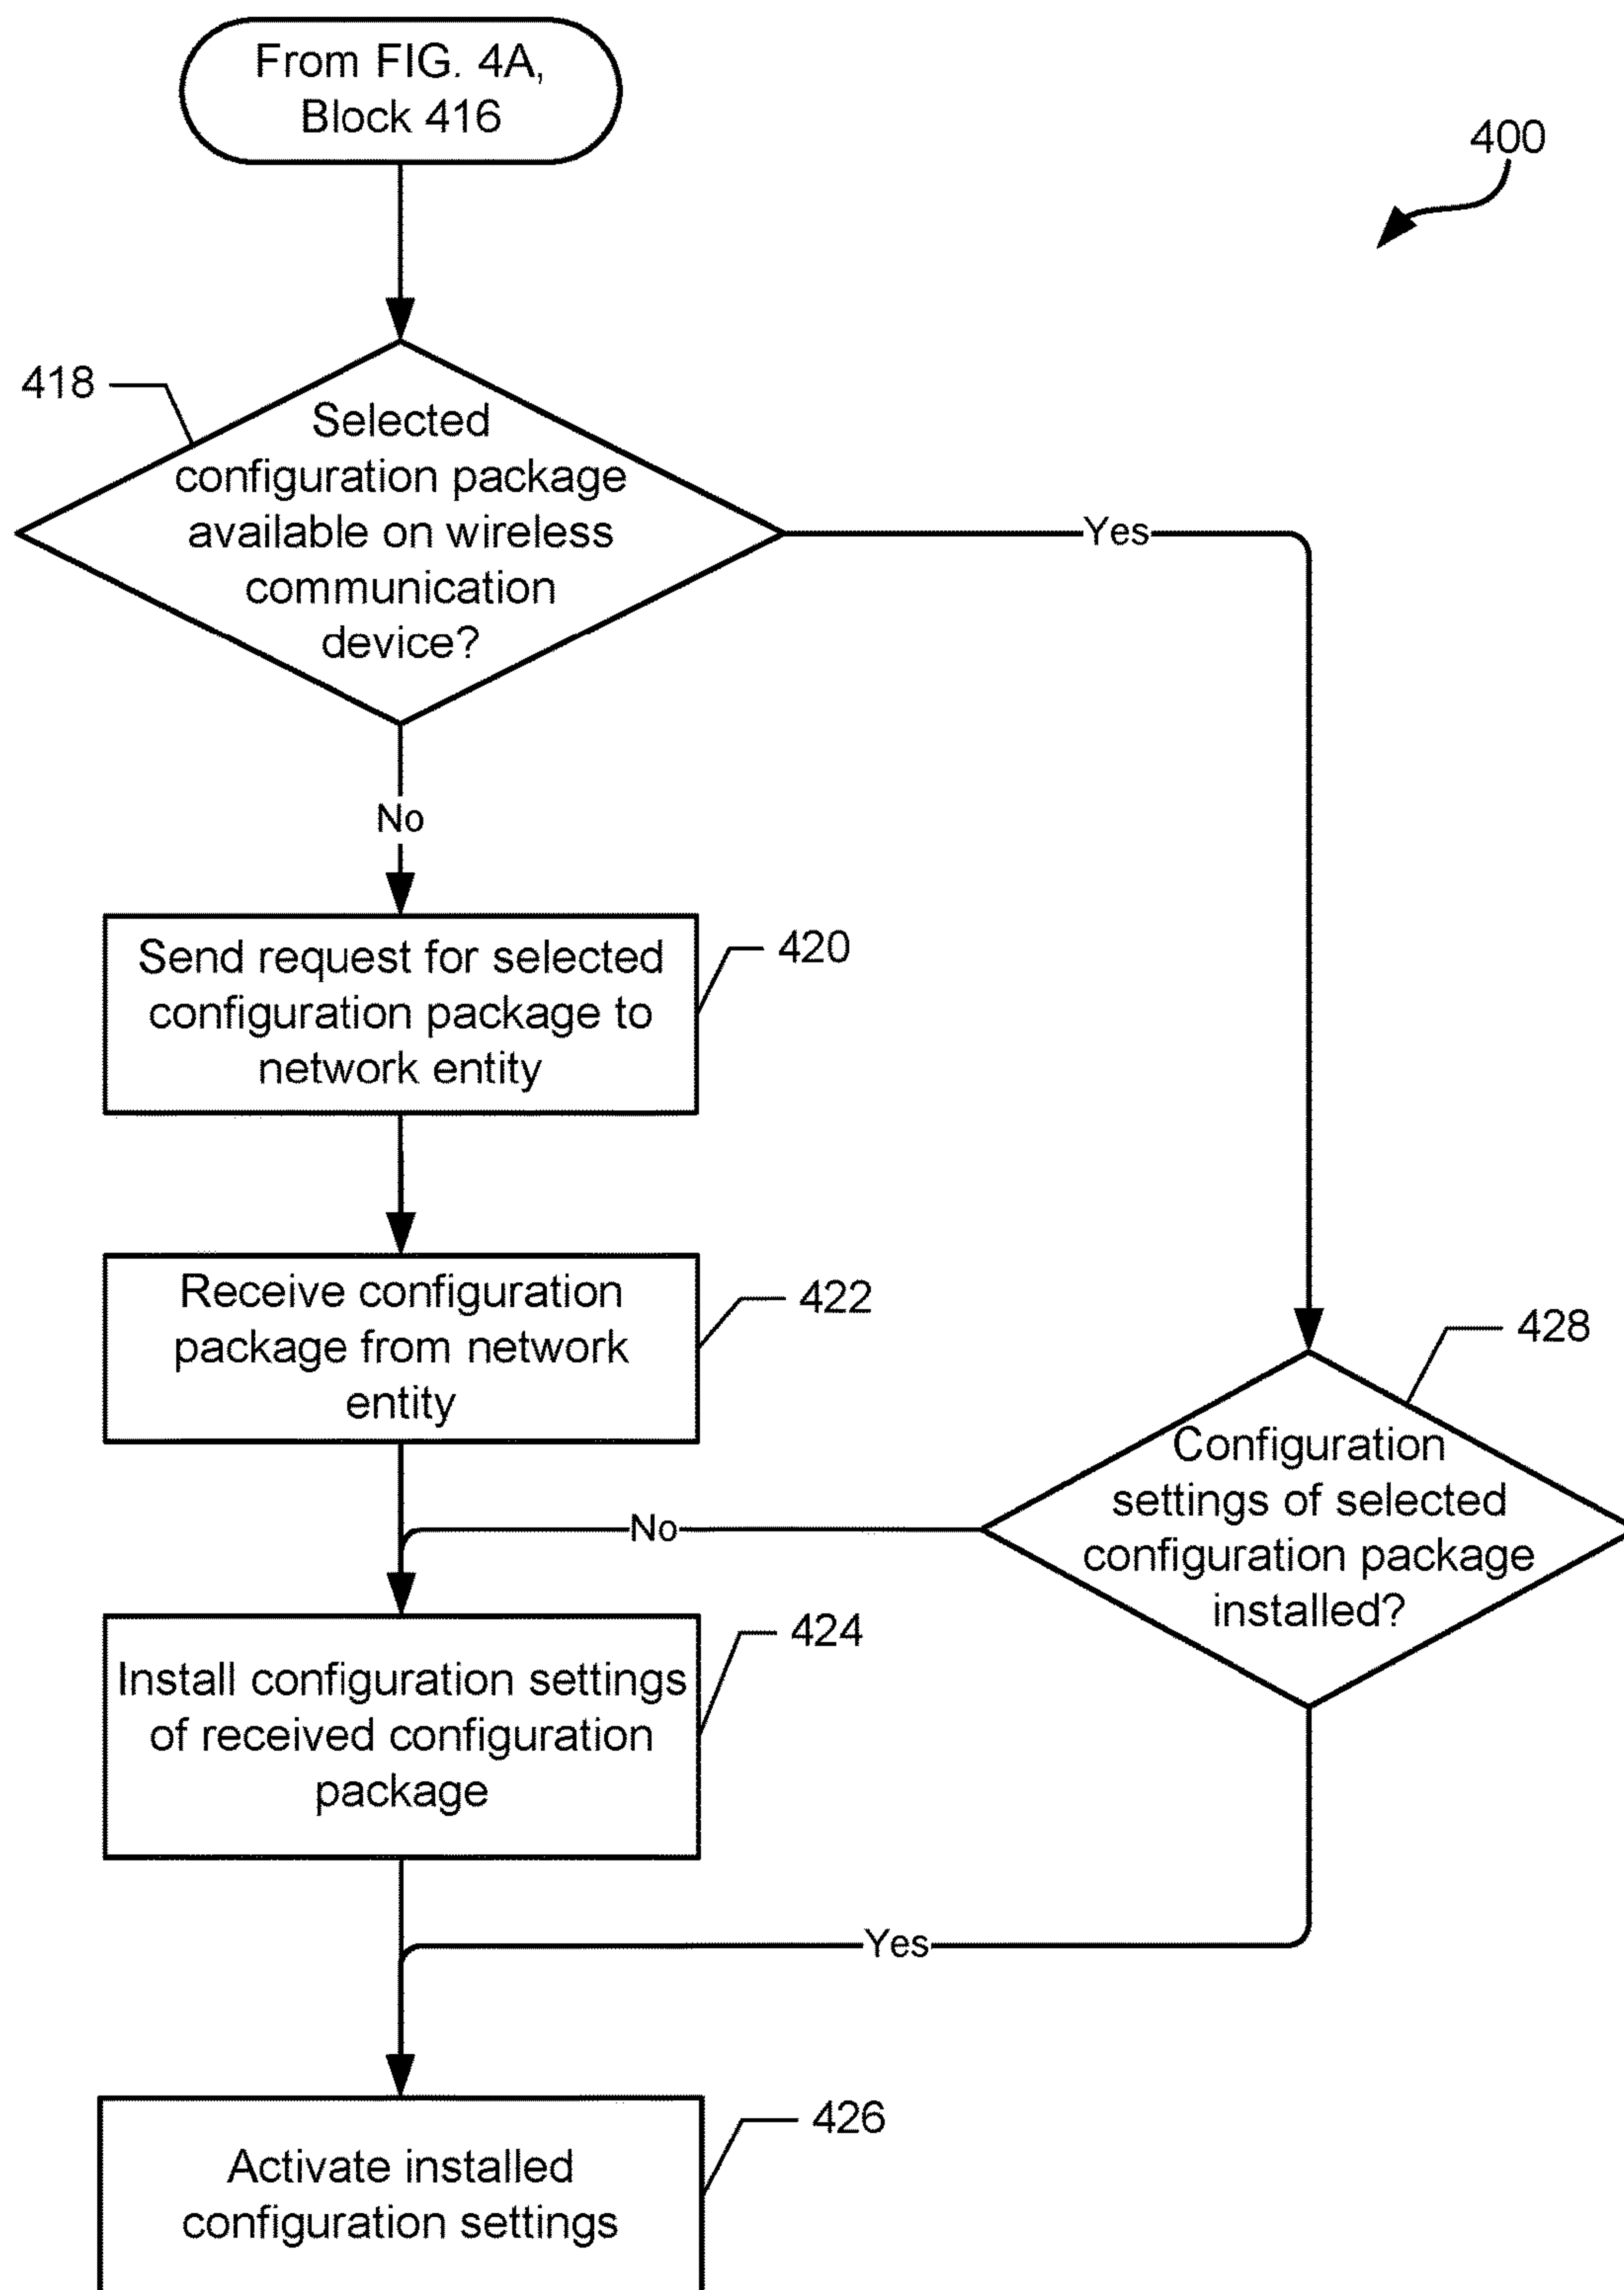 From FIG. 4A,
Block 416
400
418
Selected
configuration package
available on wireless
communication
device?
Yes
No
Send request for selected
configuration package to
network entity
420
Receive configuration
package from network
entity
422
428
Configuration
settings of selected
configuration package
installed?
No
Install configuration settings
of received configuration
package
424
Yes
Activate installed
configuration settings
426